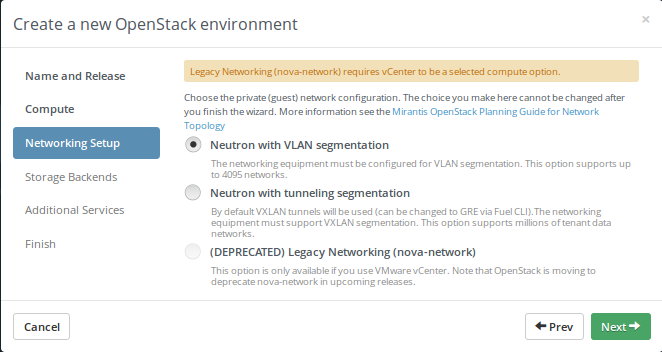 Create a new OpenStack environment
×
Name and Release
Compute
Networking Setup
Storage Backends
Additional Services
Finish
Legacy Networking (nova-network) requires vCenter to be a selected compute option.
Choose the private (guest) network configuration. The choice you make here cannot be changed after
you finish the wizard. More information see the Mirantis OpenStack Planning Guide for Network
Topology
Neutron with VLAN segmentation
The networking equipment must be configured for VLAN segmentation. This option supports up
to 4095 networks.
Neutron with tunneling segmentation
By default VXLAN tunnels will be used (can be changed to GRE via Fuel CLI).The networking
equipment must support VXLAN segmentation. This option supports millions of tenant data
networks.
(DEPRECATED) Legacy Networking (nova-network)
This option is only available if you use VMware vCenter. Note that OpenStack is moving to
deprecate nova-network in upcoming releases.
Cancel
Prev
Next